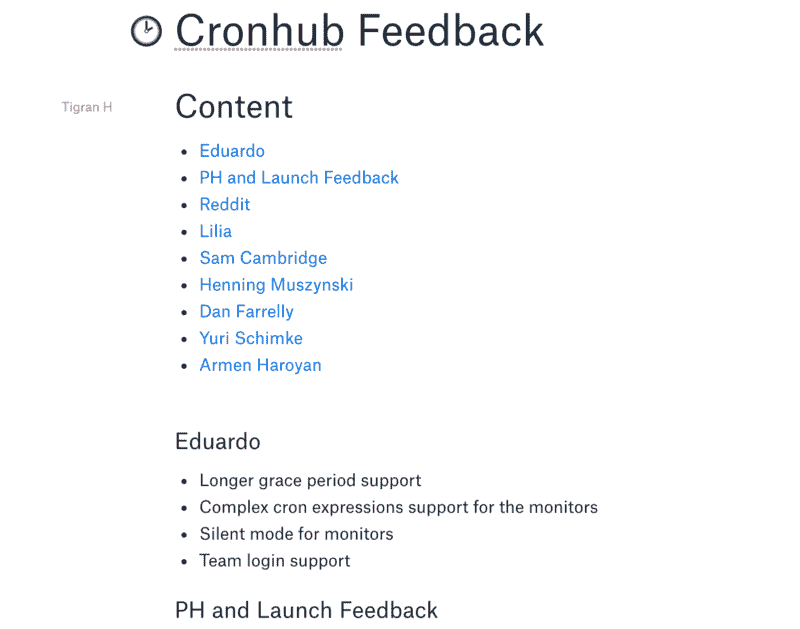 Cronhub Feedback
Tigran H
Content
Eduardo
PH and Launch Feedback
Reddit
Lilia
Sam Cambridge
Henning Muszynski
Dan Farrelly
Yuri Schimke
Armen Haroyan
Eduardo
Longer grace period support
Complex cron expressions support for the monitors
Silent mode for monitors
Team login support
PH and Launch Feedback